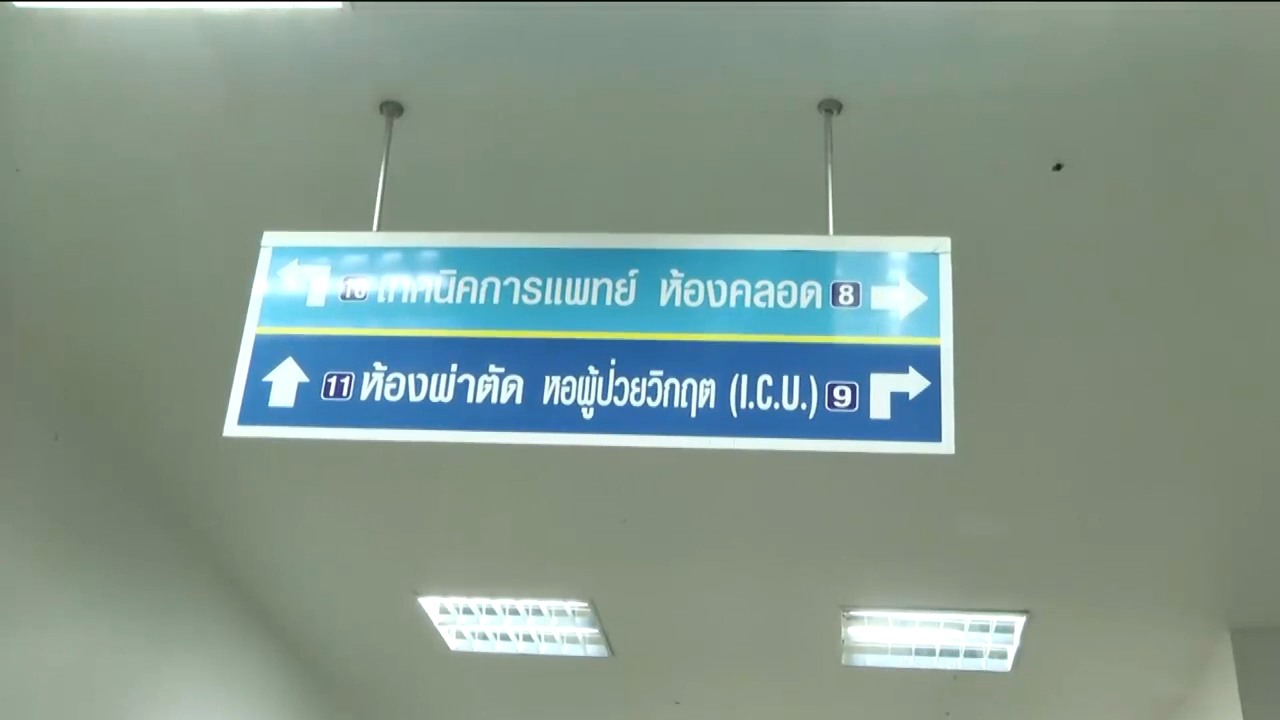 10 เทคนิคการแพทย์ ห้องคลอด 8
11 ห้องผ่าตัด หอผู้ป่วยวิกฤต (I.C.U.) 9